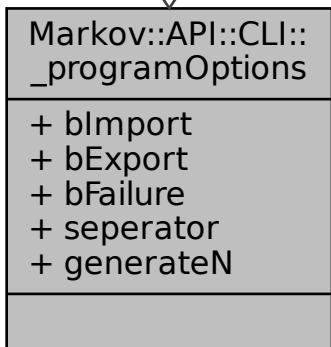 Markov::API::CLI::
_programOptions
+ bImport
+ bExport
+ bFailure
+ seperator
+ generateN